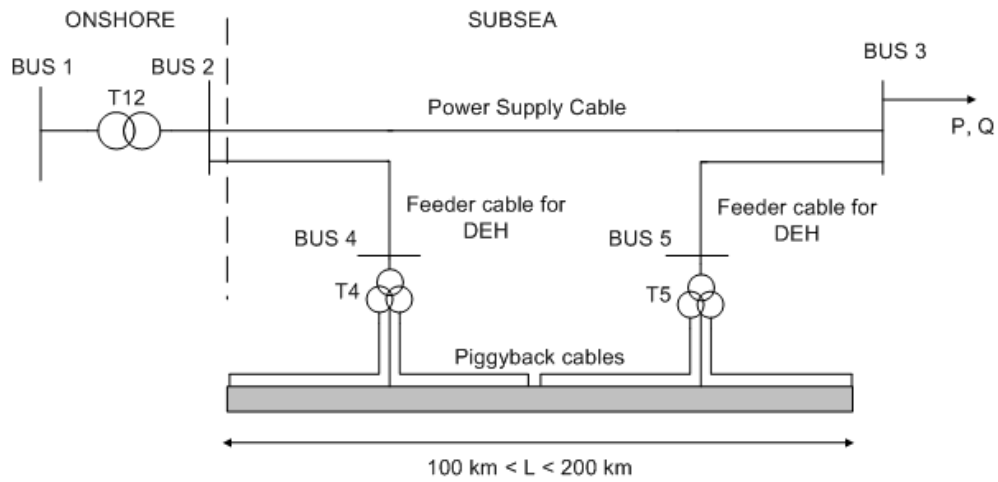 ONSHORE
SUBSEA
BUS 1
BUS 2
BUS 3
T12
Power Supply Cable
P, Q
Feeder cable for
DEH
Feeder cable for
DEH
BUS 4
BUS 5
T4
T5
Piggyback cables
100 km < L < 200 km